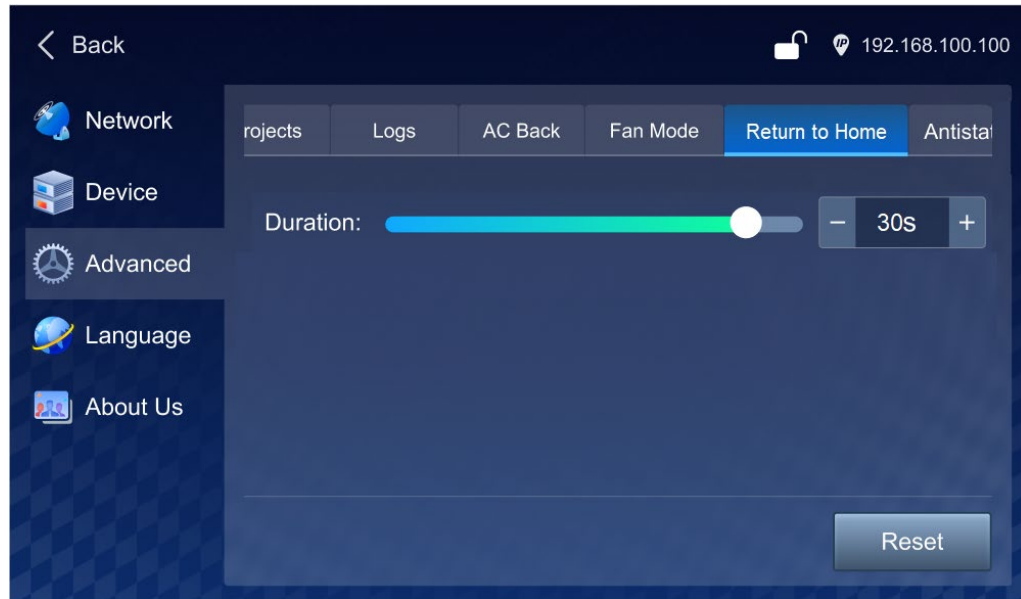 Back
IP 192.168.100.100
Network
Device
Advanced
Language
About Us
rojects Logs AC Back Fan Mode Return to Home Antistat
Duration: − 30s +
Reset